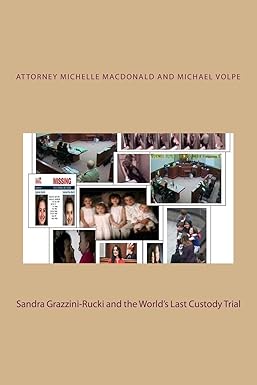 ATTORNEY MICHELLE MACDONALD AND MICHAEL VOLPE
MISSING
Sandra Grazzini-Rucki and the World's Last Custody Trial